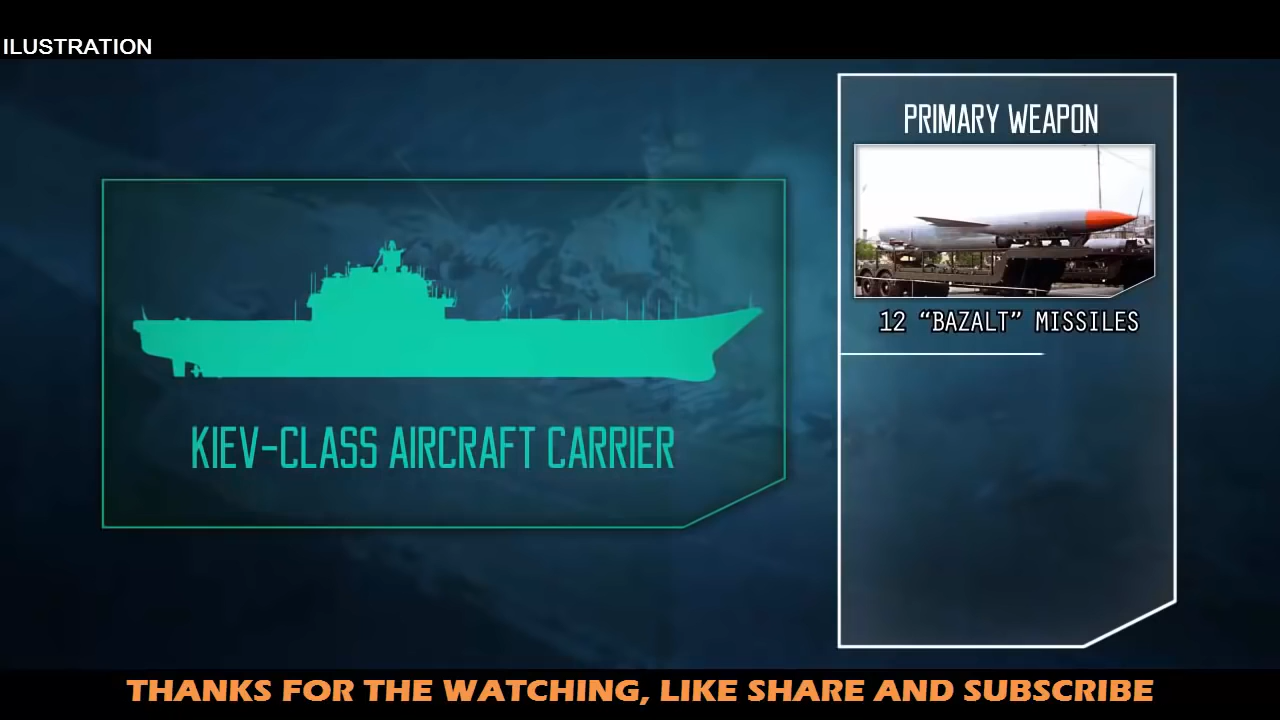 ILUSTRATION
PRIMARY WEAPON
12 “BAZALT” MISSILES
KIEV-CLASS AIRCRAFT CARRIER
THANKS FOR THE WATCHING, LIKE SHARE AND SUBSCRIBE